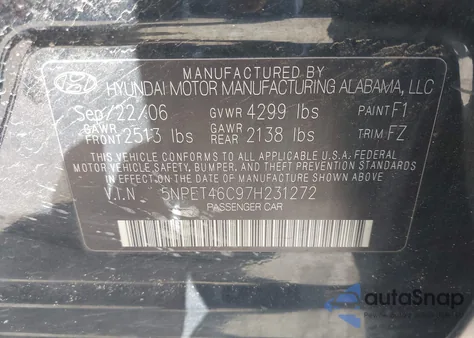 MANUFACTURED BY
HYUNDAI MOTOR MANUFACTURING ALABAMA, LLC
Sep/22/06 GVWR 4299 lbs PAINT F1
GAWR FRONT 2513 lbs GAWR REAR 2138 lbs TRIM FZ
THIS VEHICLE CONFORMS TO ALL APPLICABLE U.S.A. FEDERAL
MOTOR VEHICLE SAFETY, BUMPER, AND THEFT PREVENTION STANDARDS
IN EFFECT ON THE DATE OF MANUFACTURE SHOWN ABOVE.
V.I.N 5NPET46C97H231272
PASSENGER CAR
autoSnap